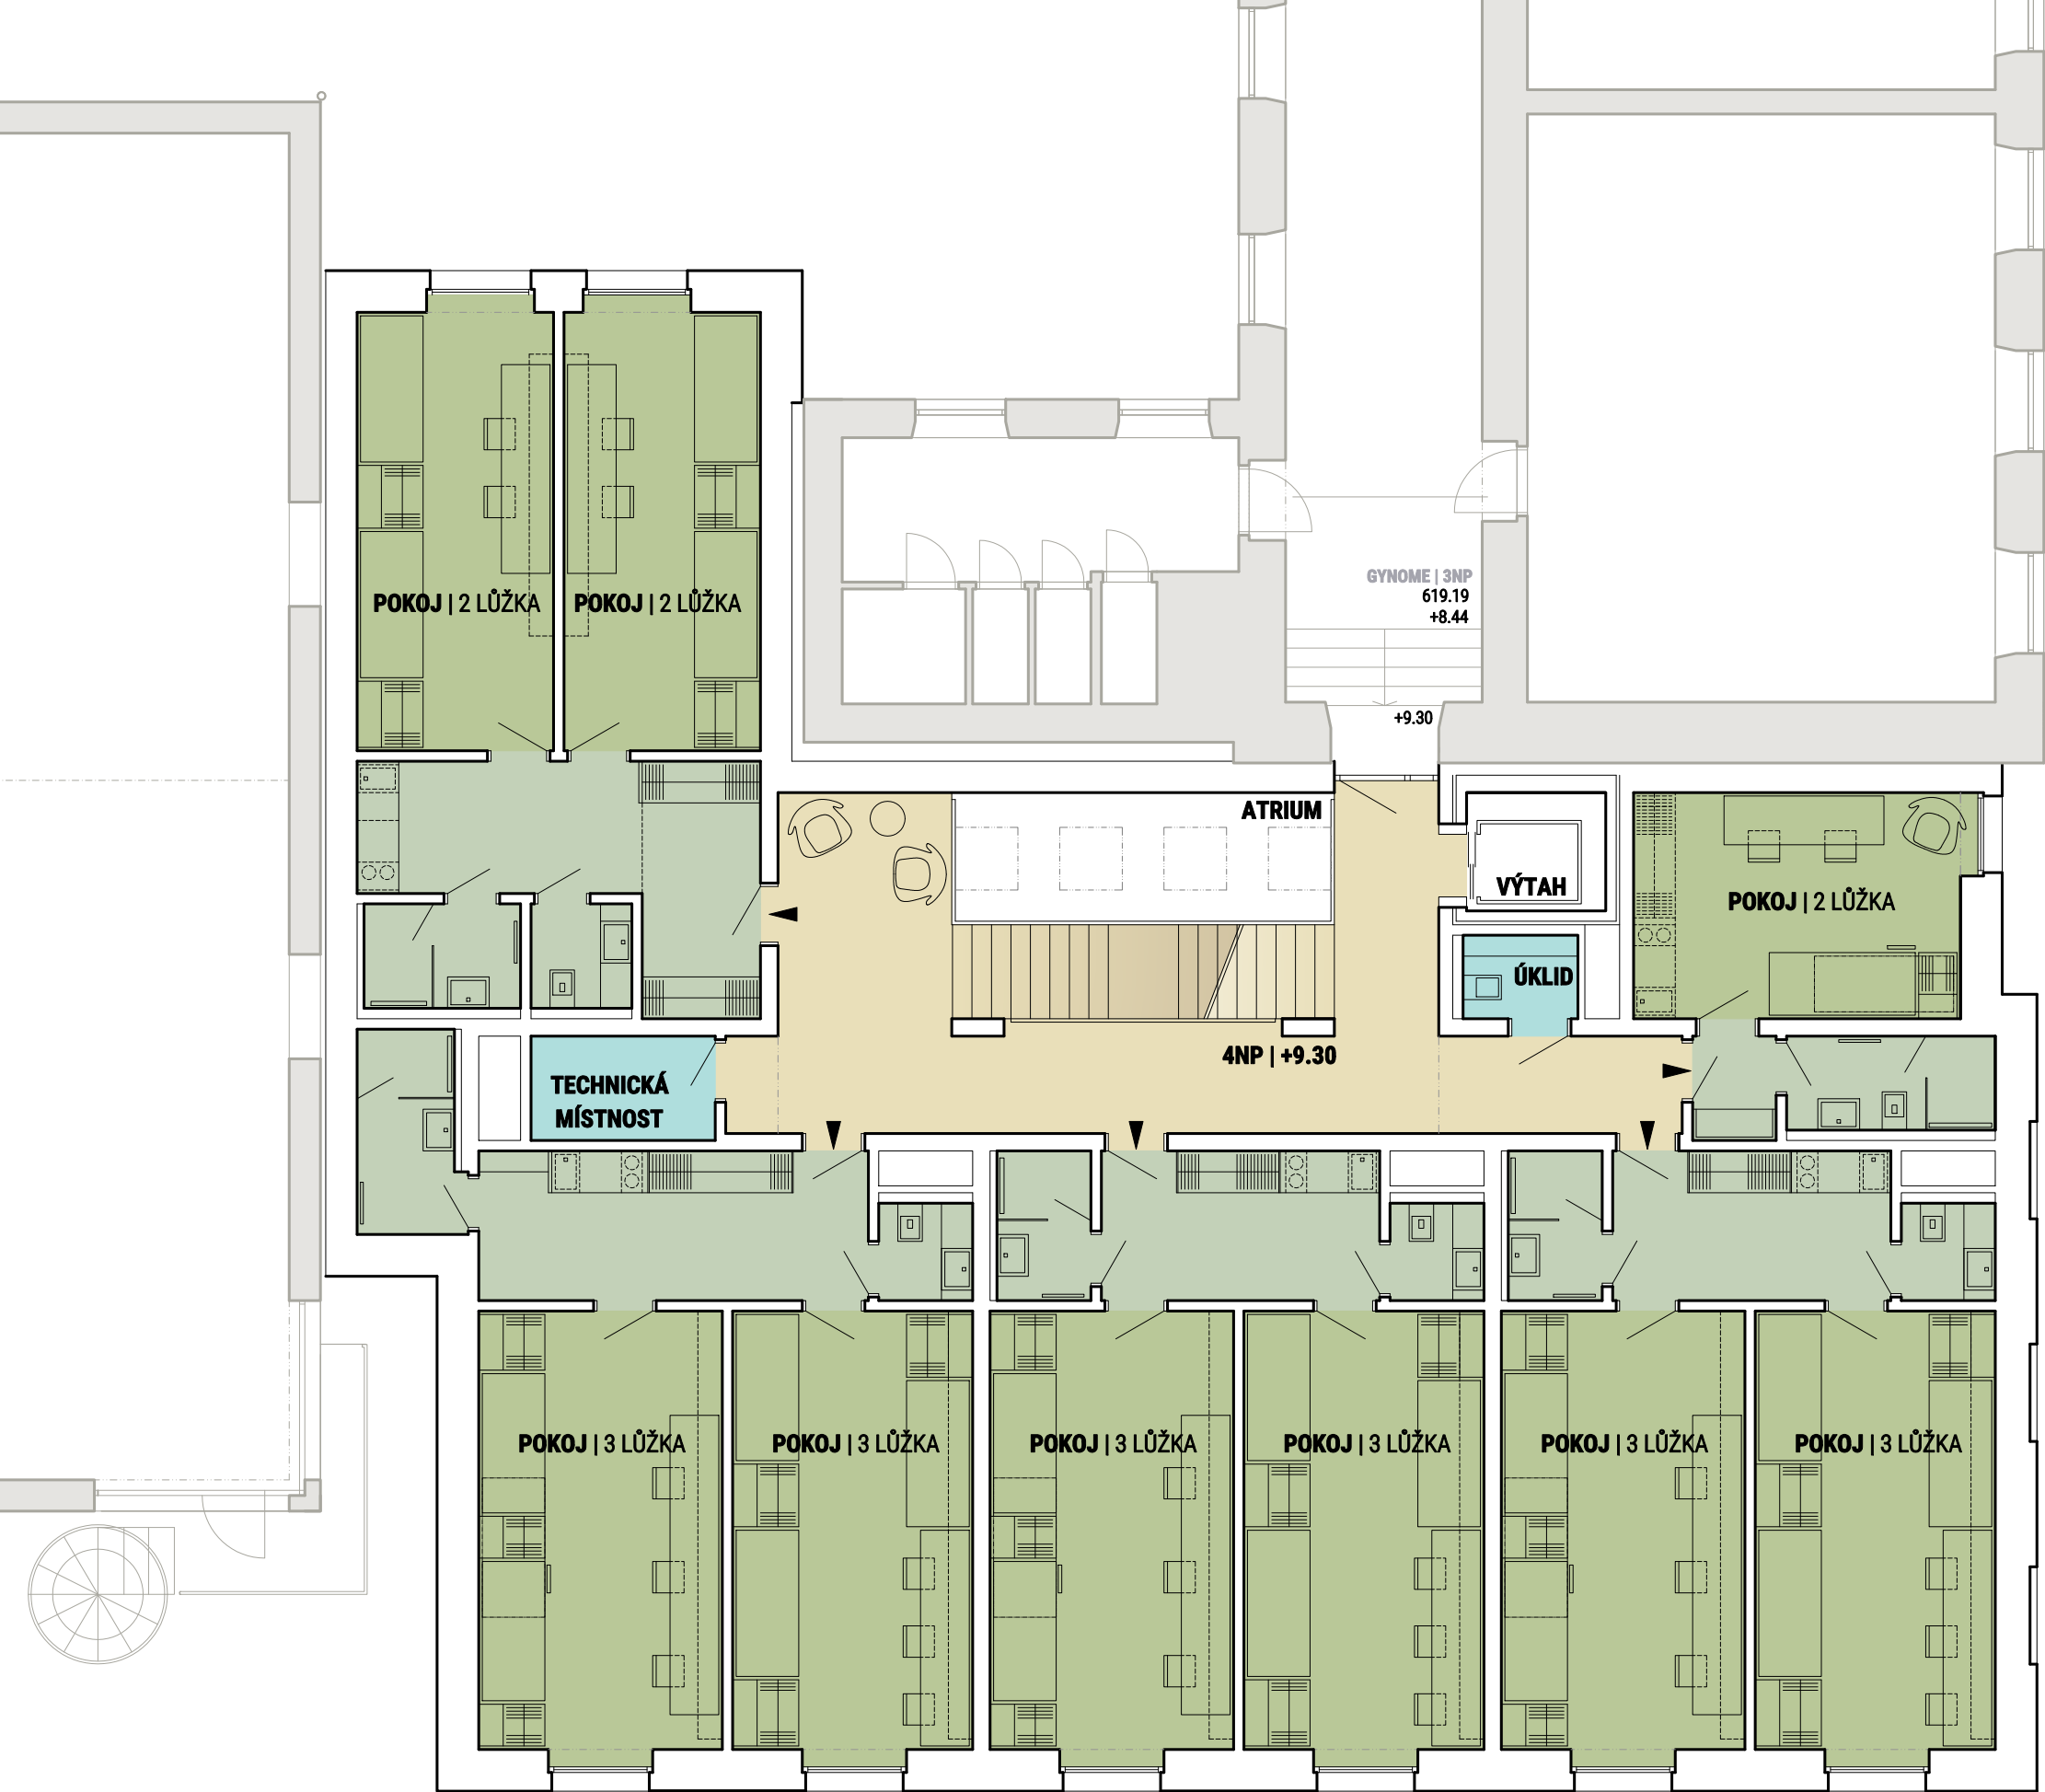 GYNOME | 3NP
619.19
+8.44
POKOJ | 2 LŮŽKA
POKOJ | 2 LŮŽKA
+9.30
ATRIUM
VÝTAH
POKOJ | 2 LŮŽKA
ÚKLID
4NP | +9.30
TECHNICKÁ
MÍSTNOST
POKOJ | 3 LŮŽKA
POKOJ | 3 LŮŽKA
POKOJ | 3 LŮŽKA
POKOJ | 3 LŮŽKA
POKOJ | 3 LŮŽKA
POKOJ | 3 LŮŽKA